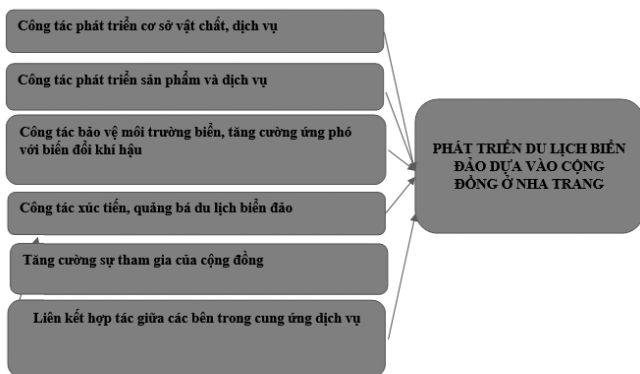 Công tác phát triển cơ sở vật chất, dịch vụ
Công tác phát triển sản phẩm và dịch vụ
Công tác bảo vệ môi trường biển, tăng cường ứng phó
với biến đổi khí hậu
Công tác xúc tiến, quảng bá du lịch biển đảo
Tăng cường sự tham gia của cộng đồng
Liên kết hợp tác giữa các bên trong cung ứng dịch vụ
PHÁT TRIỂN DU LỊCH BIỂN
ĐẢO DỰA VÀO CỘNG
ĐỒNG Ở NHA TRANG